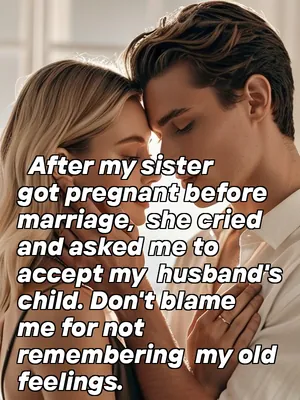 After my sister
got pregnant before
marriage, She cried
and asked me to
accept my husband's
child. Don't blame
me for not
remembering my old
feelings.